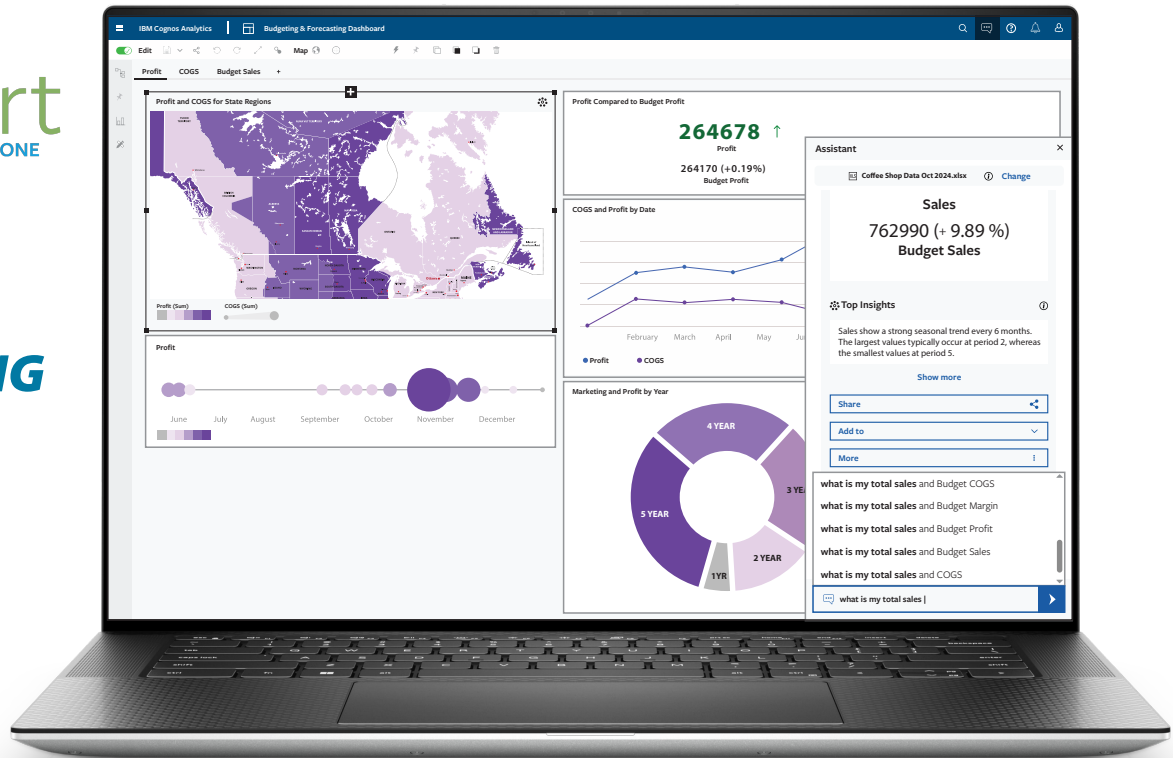 IBM Cognos Analytics
Budgeting & Forecasting Dashboard
Edit
Map
Profit
COGS
Budget Sales
+
rt
ONE
NG
Profit and COGS for State Regions
Profit (Sum)
COGS (Sum)
Profit
June July August September October November December
Profit Compared to Budget Profit
264678 ↑
Profit
264170 (+0.19%)
Budget Profit
COGS and Profit by Date
February March April May Ju
Profit COGS
Marketing and Profit by Year
4 YEAR
3 YE
5 YEAR
2 YEAR
1YR
Assistant
Coffee Shop Data Oct 2024.xlsx
Change
Sales
762990 (+ 9.89 %)
Budget Sales
Top Insights
Sales show a strong seasonal trend every 6 months.
The largest values typically occur at period 2, whereas
the smallest values at period 5.
Show more
Share
Add to
More
what is my total sales and Budget COGS
what is my total sales and Budget Margin
what is my total sales and Budget Profit
what is my total sales and Budget Sales
what is my total sales and COGS
what is my total sales |